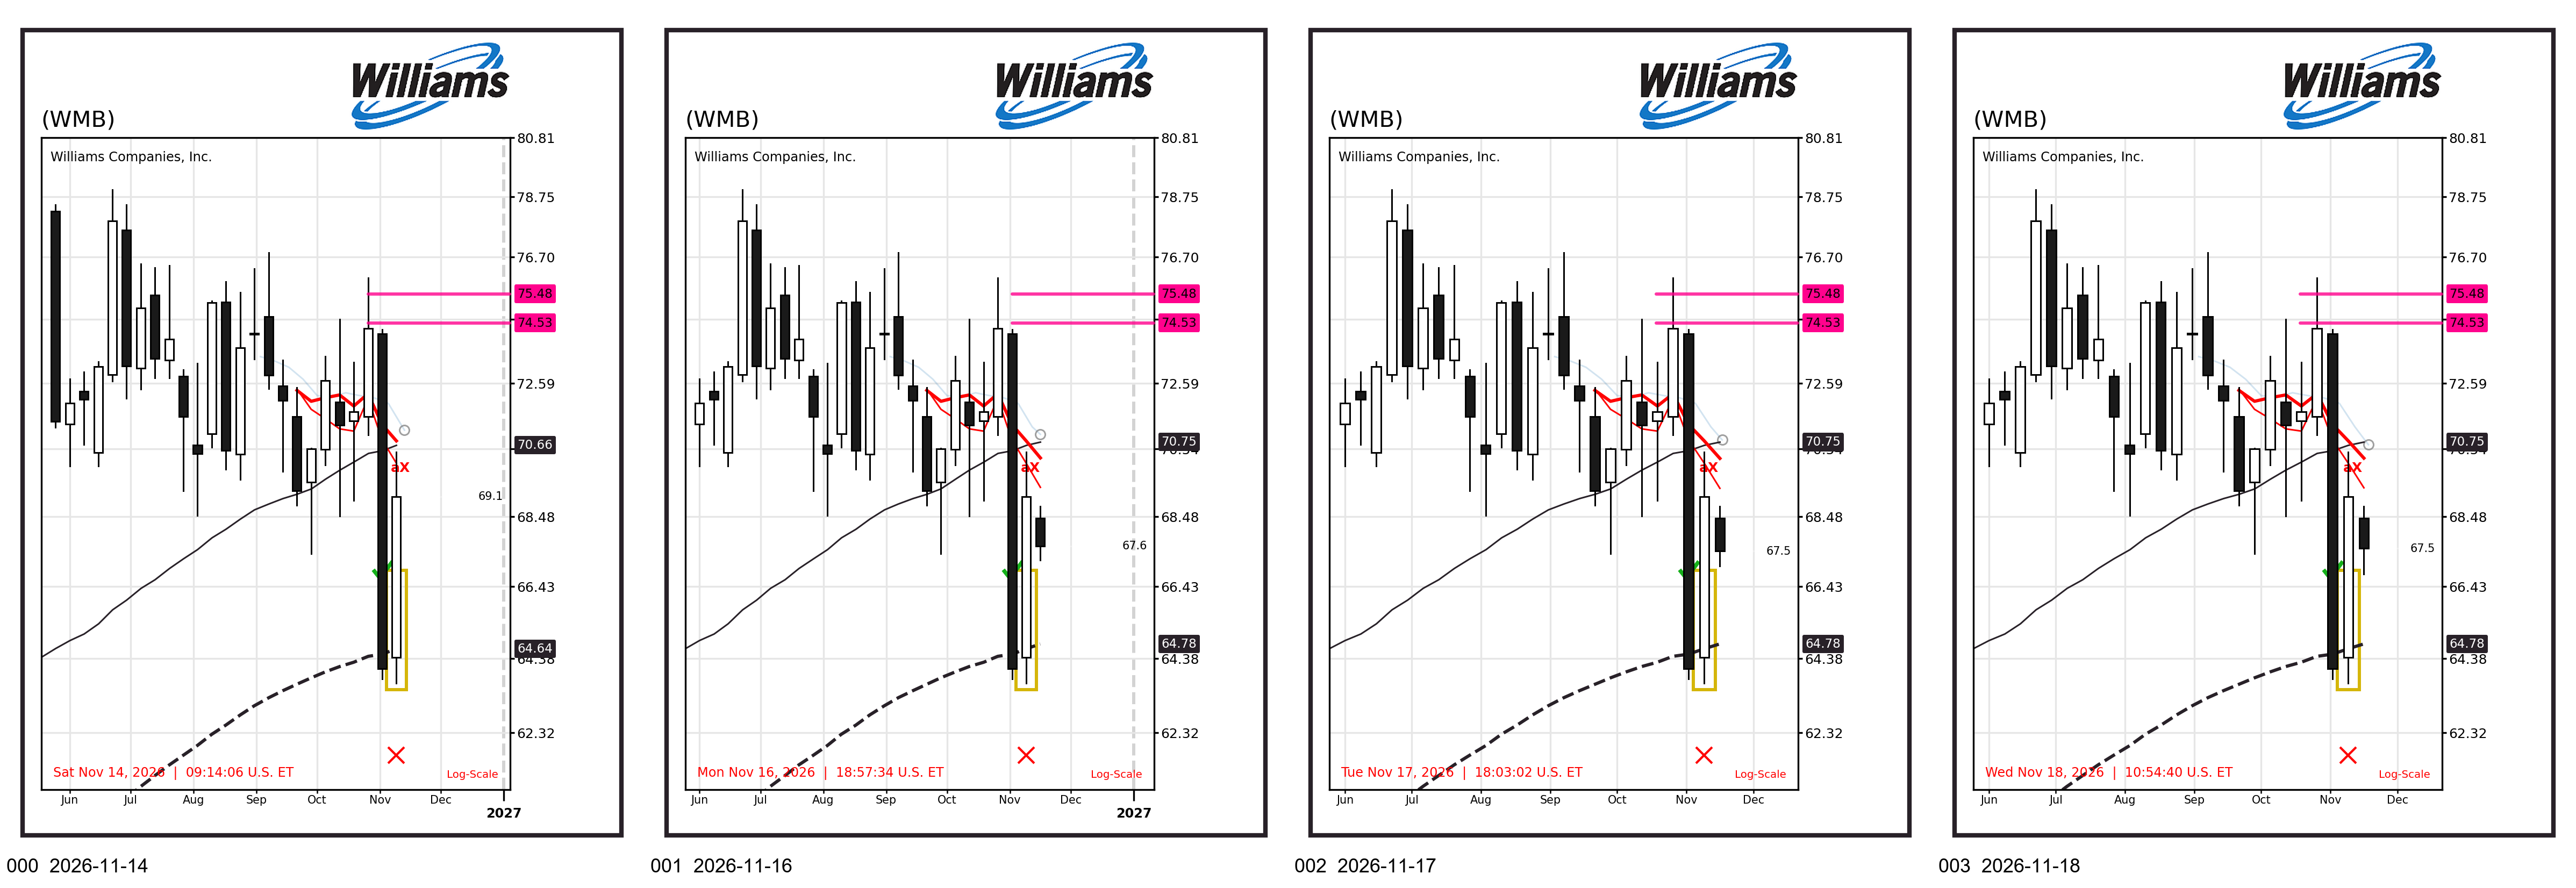 Williams
(WMB)
Williams Companies, Inc.
80.81
78.75
76.70
75.48
74.53
72.59
70.66
aX
69.1
68.48
66.43
64.64
64.38
62.32
Sat Nov 14, 2026 | 09:14:06 U.S. ET
Log-Scale
Jun Jul Aug Sep Oct Nov Dec
2027
000 2026-11-14
Williams
(WMB)
Williams Companies, Inc.
80.81
78.75
76.70
75.48
74.53
72.59
70.75
70.54
aX
68.48
67.6
66.43
64.78
64.38
62.32
Mon Nov 16, 2026 | 18:57:34 U.S. ET
Log-Scale
Jun Jul Aug Sep Oct Nov Dec
2027
001 2026-11-16
Williams
(WMB)
Williams Companies, Inc.
80.81
78.75
76.70
75.48
74.53
72.59
70.75
70.54
aX
68.48
67.5
66.43
64.78
64.38
62.32
Tue Nov 17, 2026 | 18:03:02 U.S. ET
Log-Scale
Jun Jul Aug Sep Oct Nov Dec
002 2026-11-17
Williams
(WMB)
Williams Companies, Inc.
80.81
78.75
76.70
75.48
74.53
72.59
70.75
70.54
aX
68.48
67.5
66.43
64.78
64.38
62.32
Wed Nov 18, 2026 | 10:54:40 U.S. ET
Log-Scale
Jun Jul Aug Sep Oct Nov Dec
003 2026-11-18